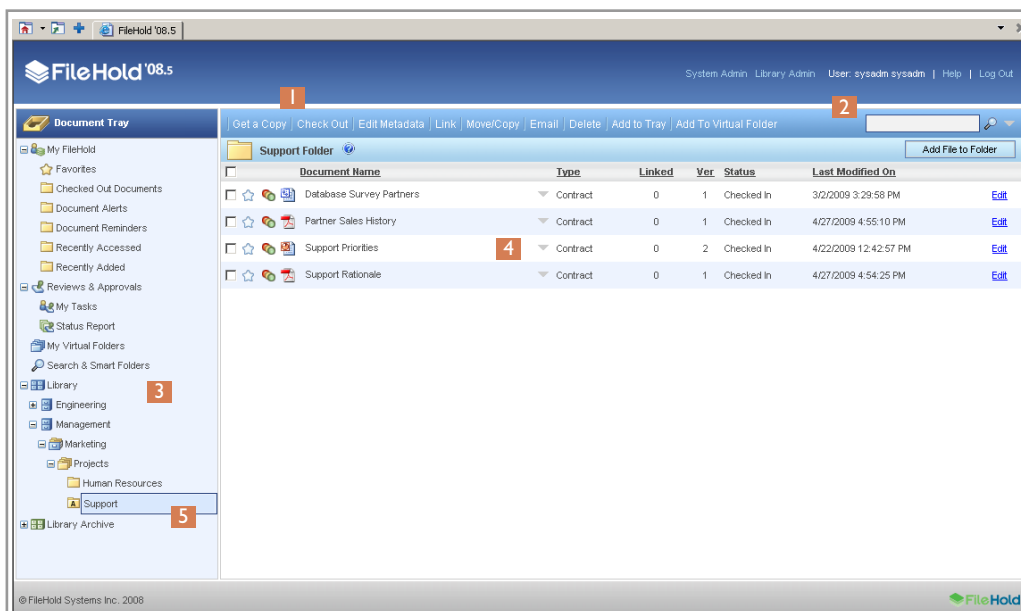 FileHold '08.5
FileHold '08.5
System Admin Library Admin User: sysadm sysadm | Help | Log Out
1
2
Document Tray
Get a Copy | Check Out | Edit Metadata | Link | Move/Copy | Email | Delete | Add to Tray | Add To Virtual Folder
My FileHold
Support Folder
Add File to Folder
Favorites
Document Name Type Linked Ver Status Last Modified On
Checked Out Documents
Database Survey Partners Contract 0 1 Checked In 3/2/2009 3:29:58 PM Edit
Document Alerts
Partner Sales History Contract 0 1 Checked In 4/27/2009 4:55:10 PM Edit
Document Reminders
Support Priorities 4 Contract 0 2 Checked In 4/22/2009 12:42:57 PM Edit
Recently Accessed
Recently Added
Support Rationale Contract 0 1 Checked In 4/27/2009 4:54:25 PM Edit
Reviews & Approvals
My Tasks
Status Report
My Virtual Folders
Search & Smart Folders
Library
3
Engineering
Management
Marketing
Projects
Human Resources
A Support
5
Library Archive
© FileHold Systems Inc. 2008
FileHold